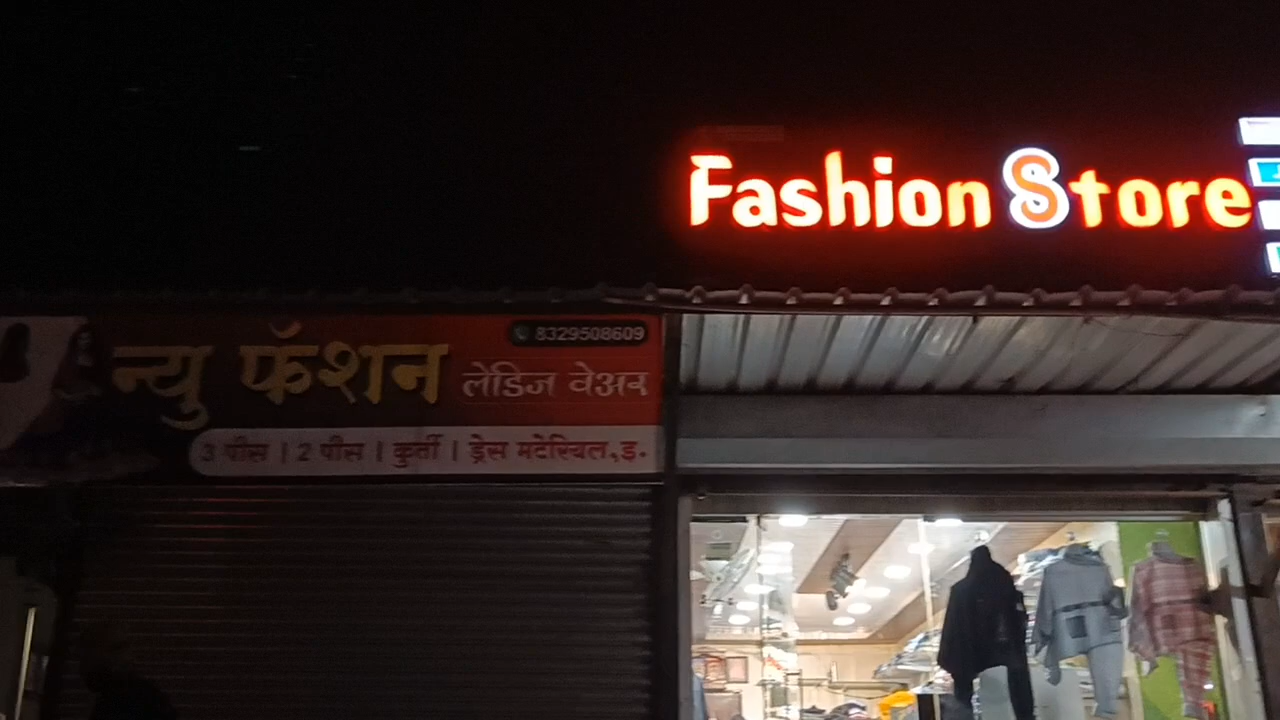 Fashion Store
8329508609
न्यु फॅशन
लेडिज वेअर
3 पीस | 2 पीस | कुर्ती | ड्रेस मटेरियल,इ.